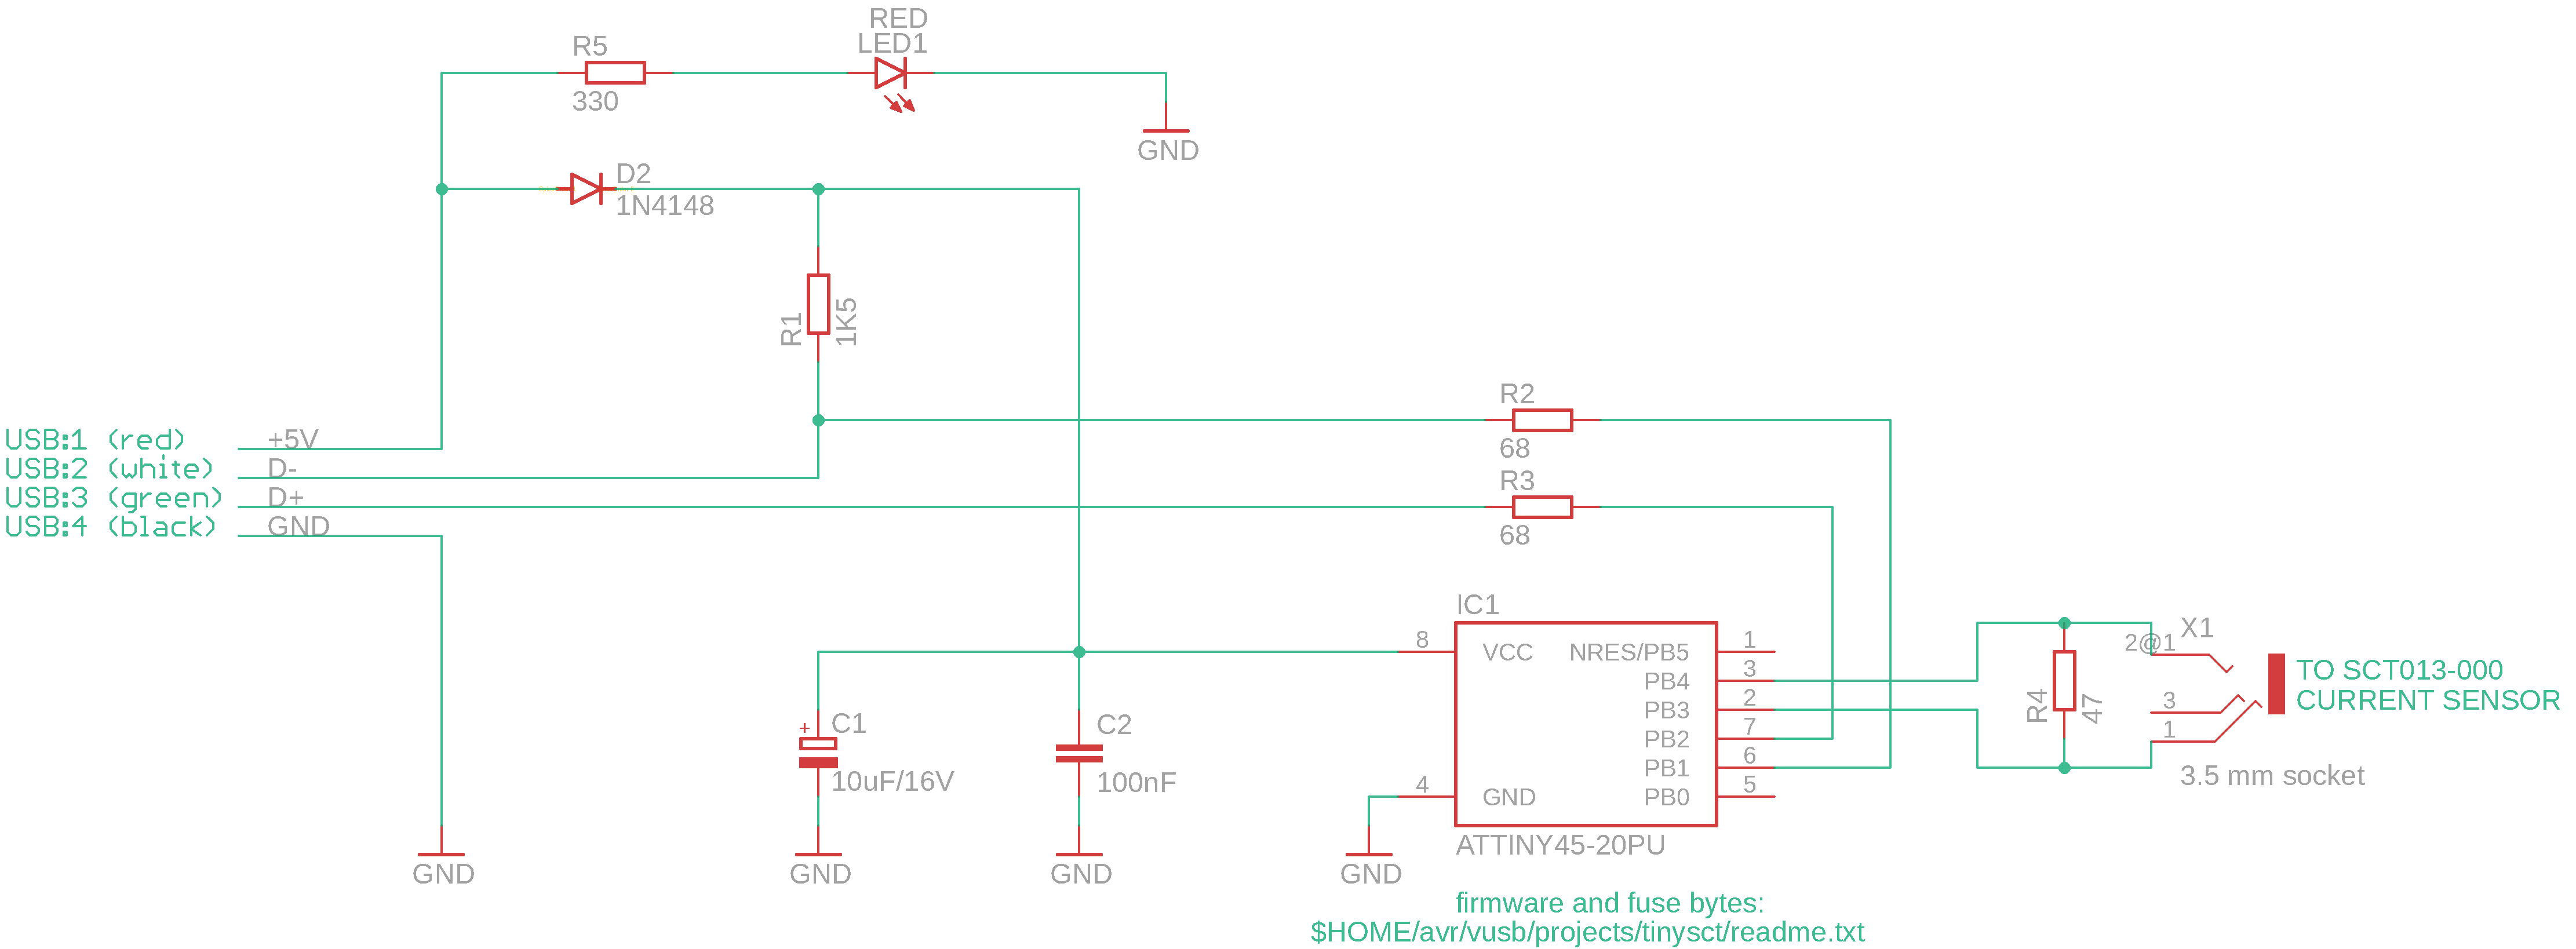 RED
LED1
R5
330
GND
D2
1N4148
R1
1K5
R2
68
R3
68
USB:1 (red) +5V
USB:2 (white) D-
USB:3 (green) D+
USB:4 (black) GND
IC1
8 VCC NRES/PB5 1
PB4 3
PB3 2
PB2 7
PB1 6
4 GND PB0 5
ATTINY45-20PU
X1
2@1
3
1
R4
47
TO SCT013-000
CURRENT SENSOR
3.5 mm socket
+ C1
10uF/16V
C2
100nF
GND
GND
GND
GND
firmware and fuse bytes:
$HOME/avr/vusb/projects/tinysct/readme.txt